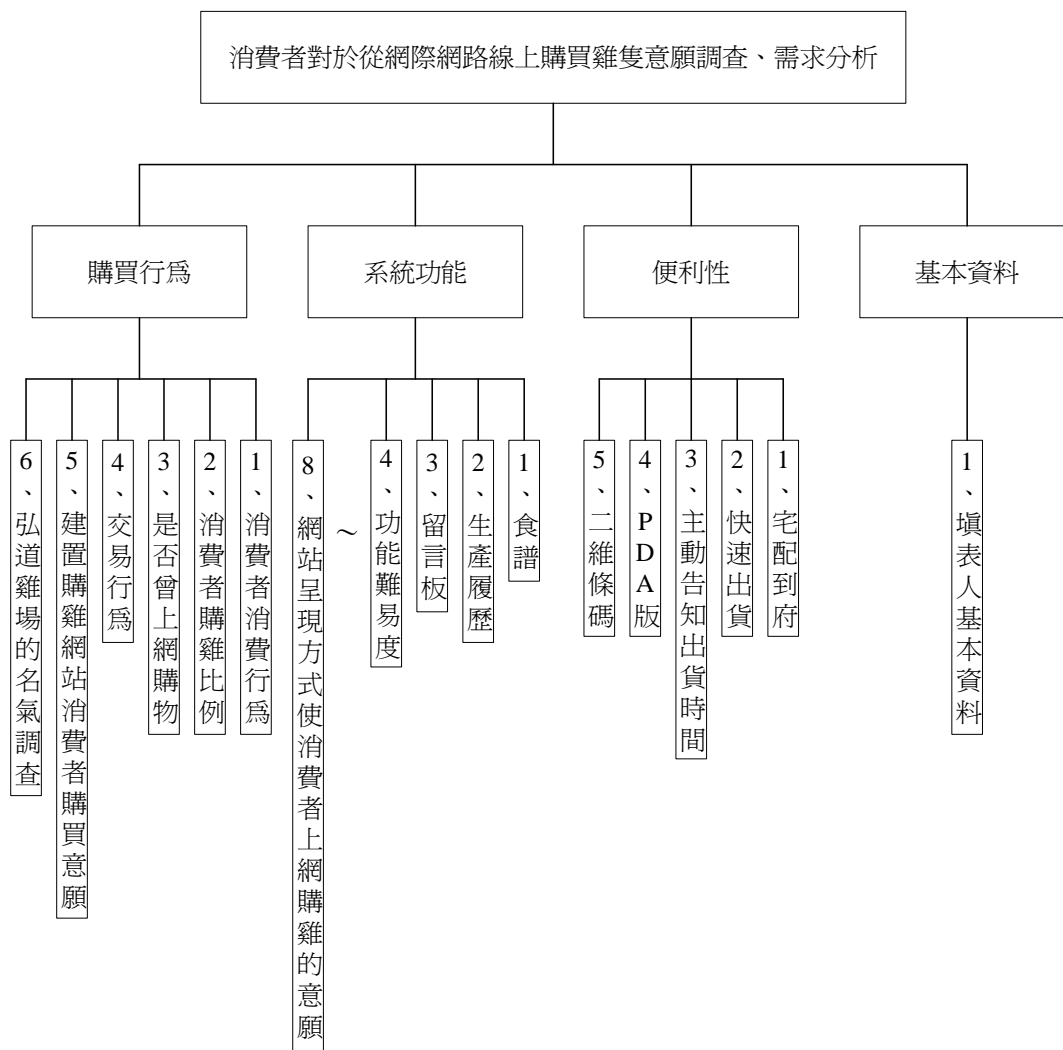 消費者對於從網際網路線上購買雞隻意願調查、需求分析
購買行為
系統功能
便利性
基本資料
6、弘道雞場的名氣調查
5、建置購雞網站消費者購買意願
4、交易行為
3、是否曾上網購物
2、消費者購雞比例
1、消費者消費行為
8、網站呈現方式使消費者上網購雞的意願
～
4、功能難易度
3、留言板
2、生產履歷
1、食譜
5、二維條碼
4、PDA版
3、主動告知出貨時間
2、快速出貨
1、宅配到府
1、填表人基本資料